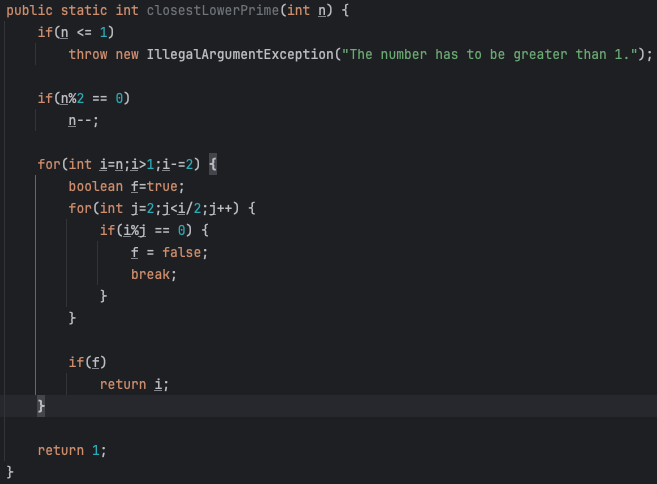 public static int closestLowerPrime(int n) {
    if(n <= 1)
        throw new IllegalArgumentException("The number has to be greater than 1.");
    if(n%2 == 0)
        n--;
    for(int i=n;i>1;i-=2) {
        boolean f=true;
        for(int j=2;j<i/2;j++) {
            if(i%j == 0) {
                f = false;
                break;
            }
        }
        if(f)
            return i;
    }
    return 1;
}